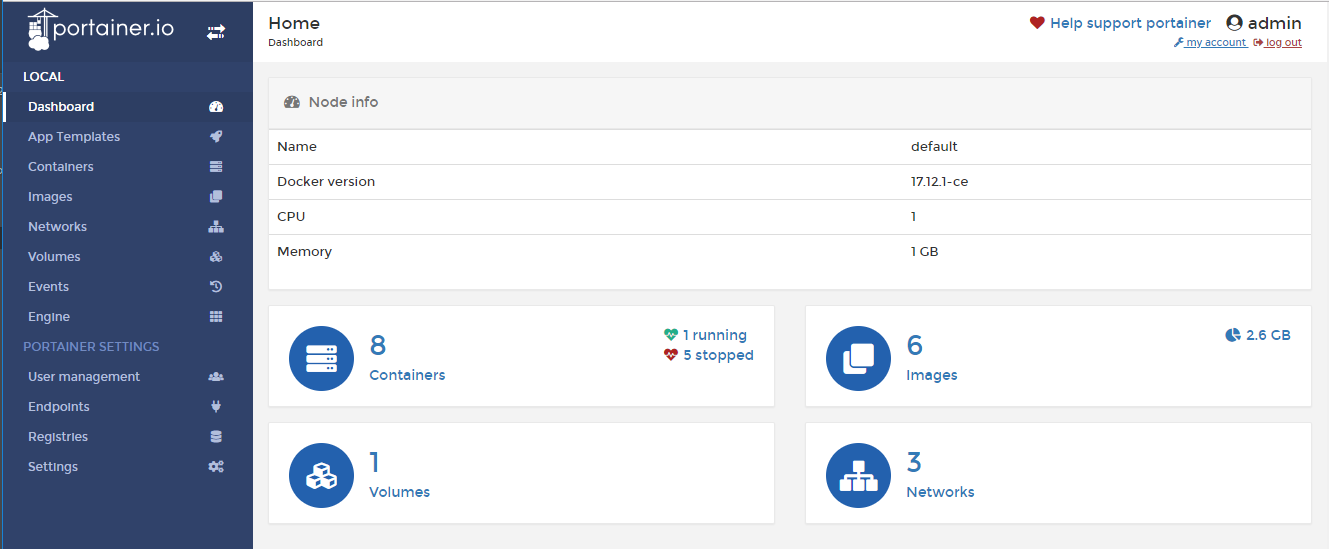 portainer.io
LOCAL
Dashboard
App Templates
Containers
Images
Networks
Volumes
Events
Engine
PORTAINER SETTINGS
User management
Endpoints
Registries
Settings
Home
Dashboard
Help support portainer
admin
my account
log out
Node info
Name default
Docker version 17.12.1-ce
CPU 1
Memory 1 GB
8
Containers
1 running
5 stopped
6
Images
2.6 GB
1
Volumes
3
Networks